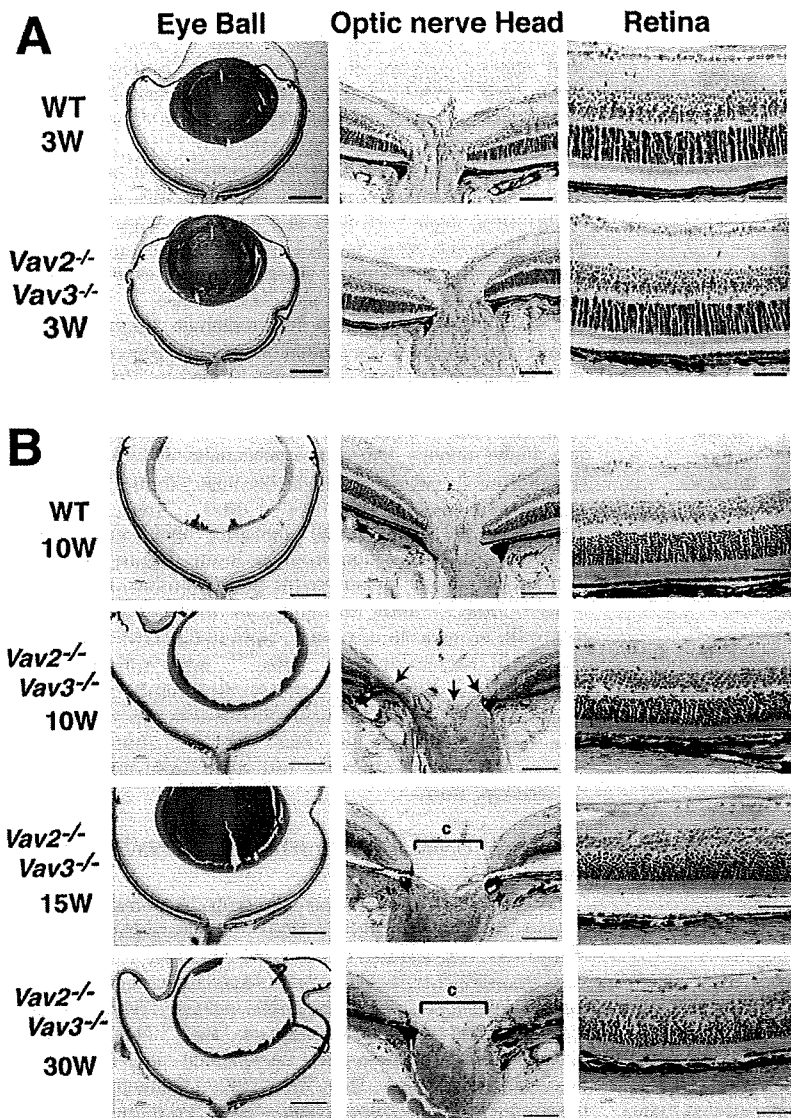 A
Eye Ball
Optic nerve Head
Retina
WT
3W
Vav2-/-
Vav3-/-
3W
B
WT
10W
Vav2-/-
Vav3-/-
10W
Vav2-/-
Vav3-/-
15W
c
Vav2-/-
Vav3-/-
30W
c